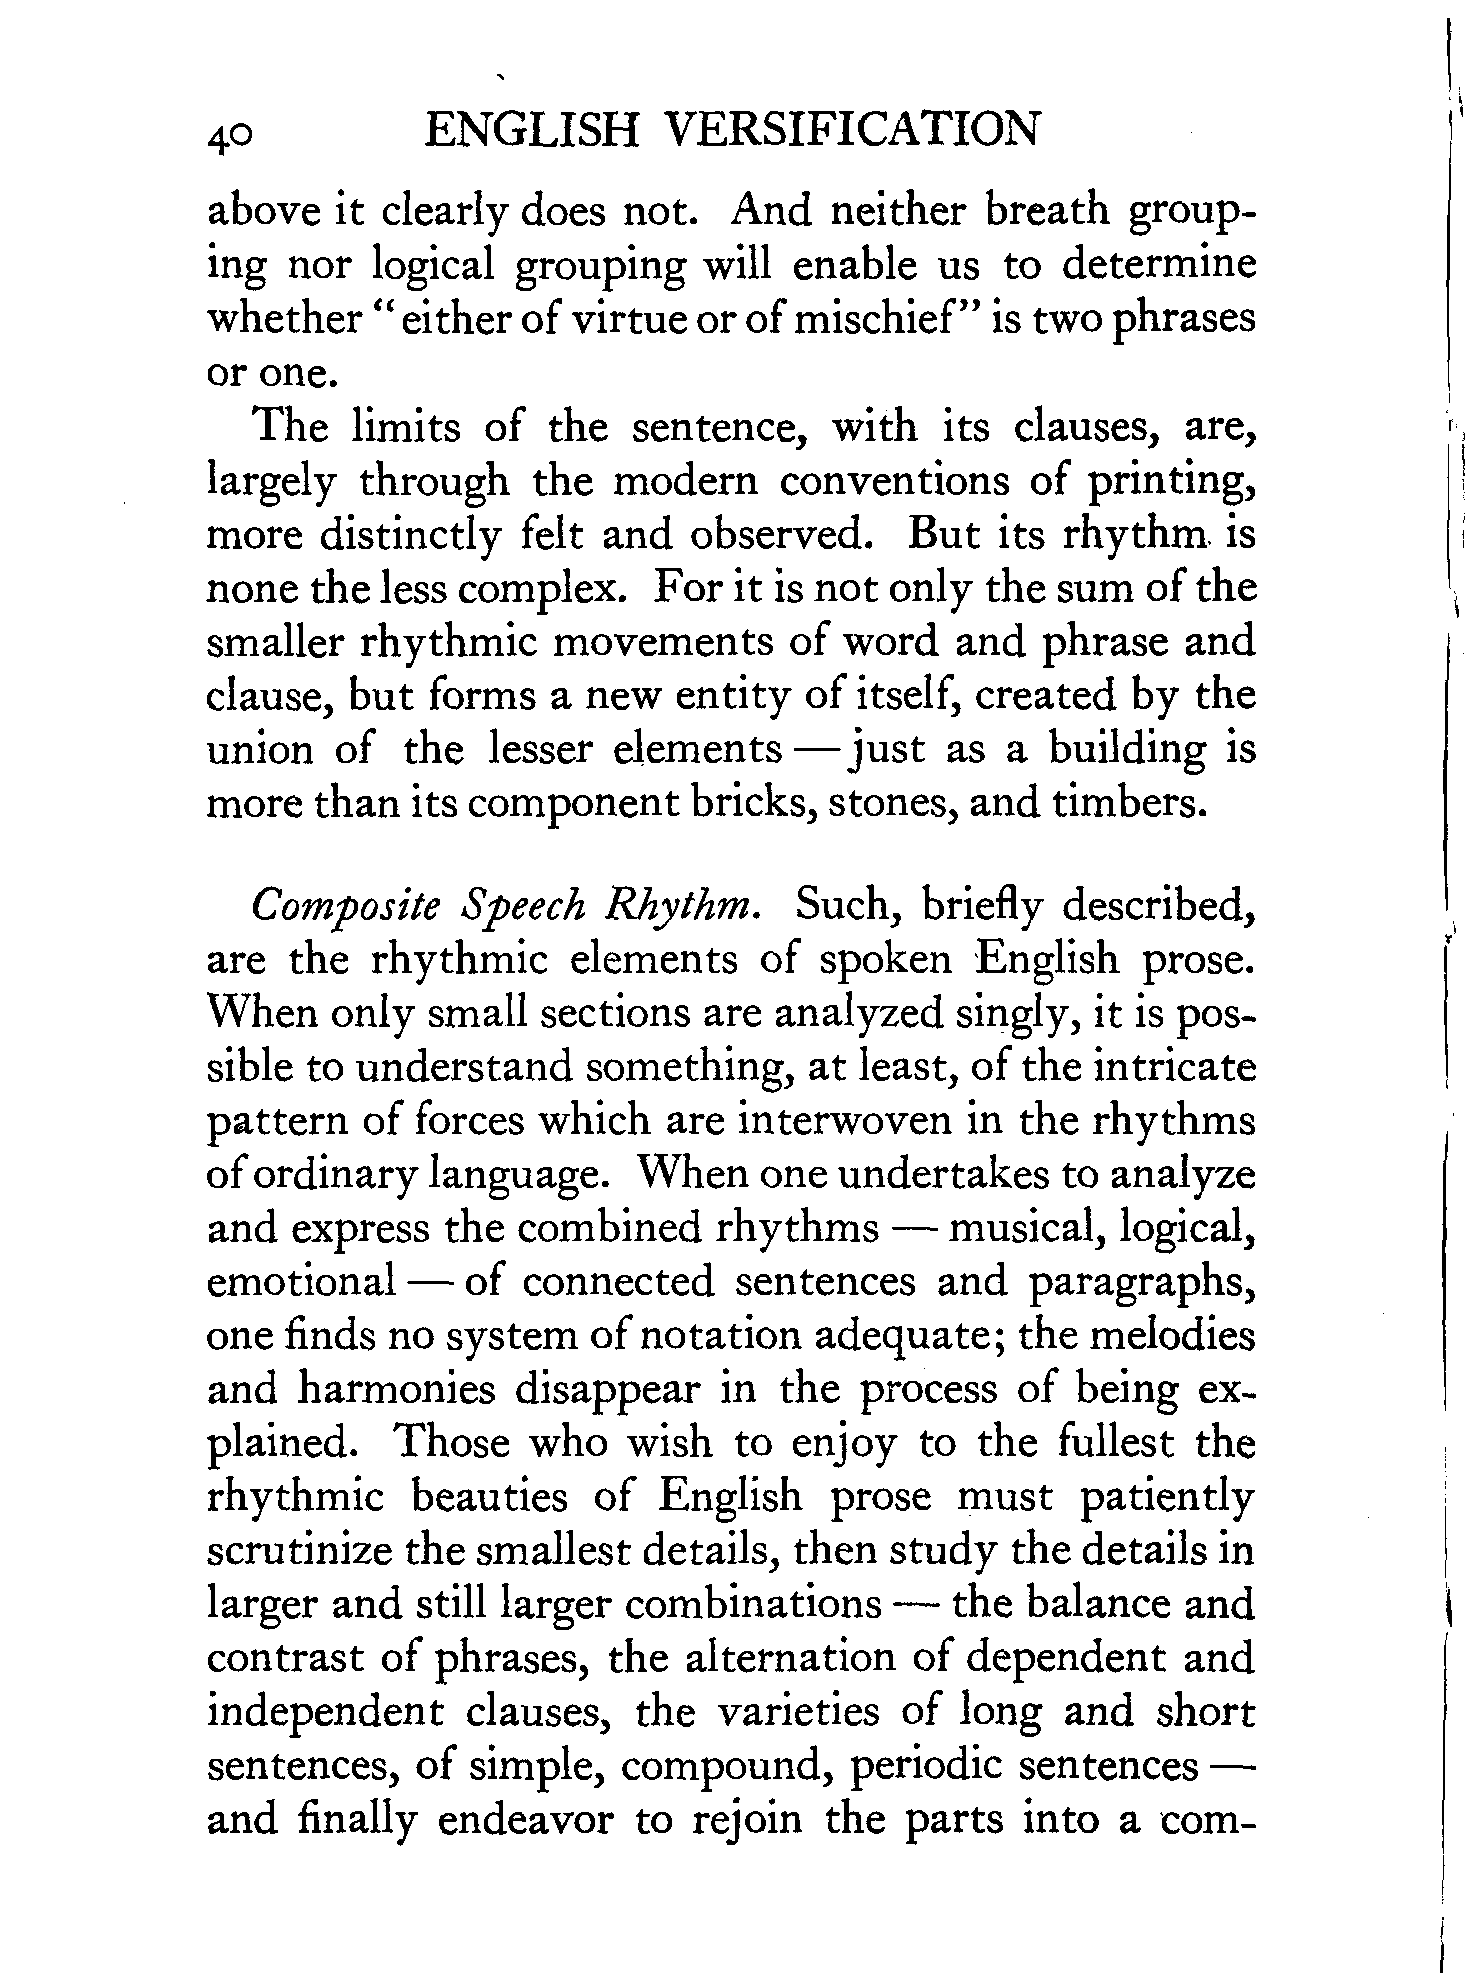 40 ENGLISH VERSIFICATION
above it clearly does not. And neither breath group-
ing nor logical grouping will enable us to determine
whether "either of virtue or of mischief" is two phrases
or one.
The limits of the sentence, with its clauses, are,
largely through the modern conventions of printing,
more distinctly felt and observed. But its rhythm is
none the less complex. For it is not only the sum of the
smaller rhythmic movements of word and phrase and
clause, but forms a new entity of itself, created by the
union of the lesser elements — just as a building is
more than its component bricks, stones, and timbers.
Composite Speech Rhythm. Such, briefly described,
are the rhythmic elements of spoken English prose.
When only small sections are analyzed singly, it is pos-
sible to understand something, at least, of the intricate
pattern of forces which are interwoven in the rhythms
of ordinary language. When one undertakes to analyze
and express the combined rhythms — musical, logical,
emotional — of connected sentences and paragraphs,
one finds no system of notation adequate; the melodies
and harmonies disappear in the process of being ex-
plained. Those who wish to enjoy to the fullest the
rhythmic beauties of English prose must patiently
scrutinize the smallest details, then study the details in
larger and still larger combinations — the balance and
contrast of phrases, the alternation of dependent and
independent clauses, the varieties of long and short
sentences, of simple, compound, periodic sentences —
and finally endeavor to rejoin the parts into a com-